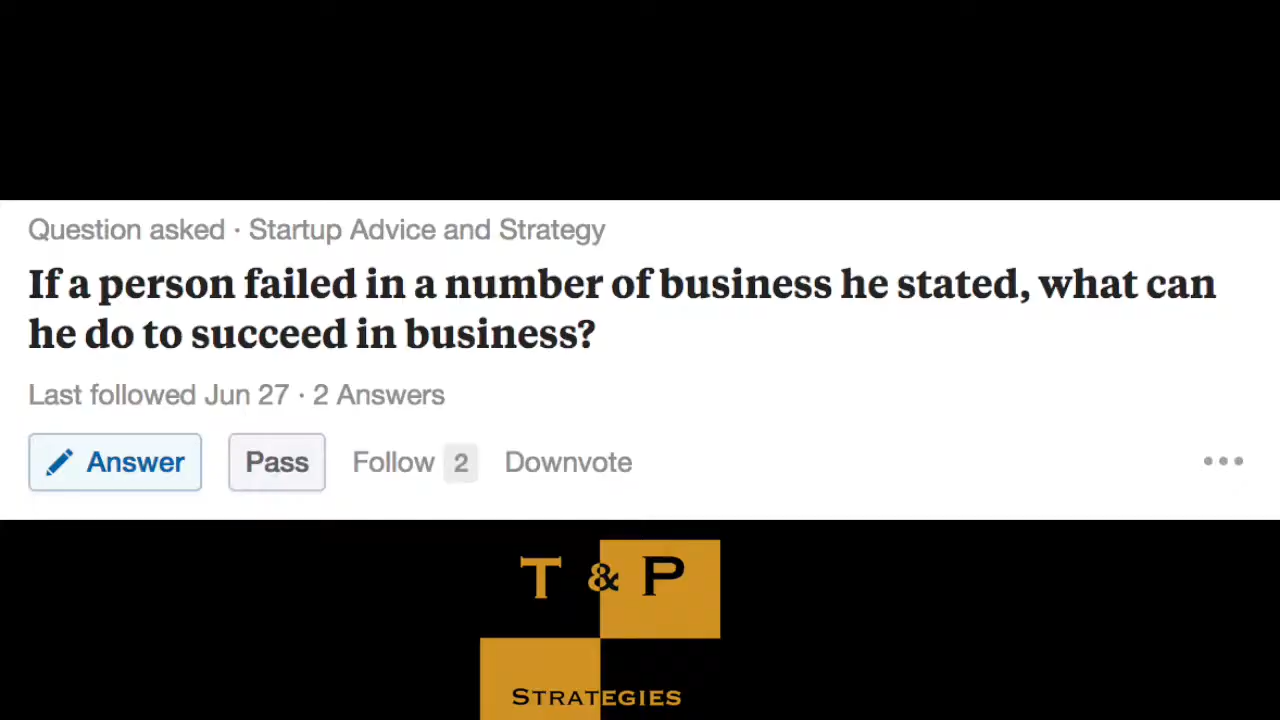 Question asked · Startup Advice and Strategy
If a person failed in a number of business he stated, what can
he do to succeed in business?
Last followed Jun 27 · 2 Answers
Answer Pass Follow 2 Downvote
T & P
STRATEGIES